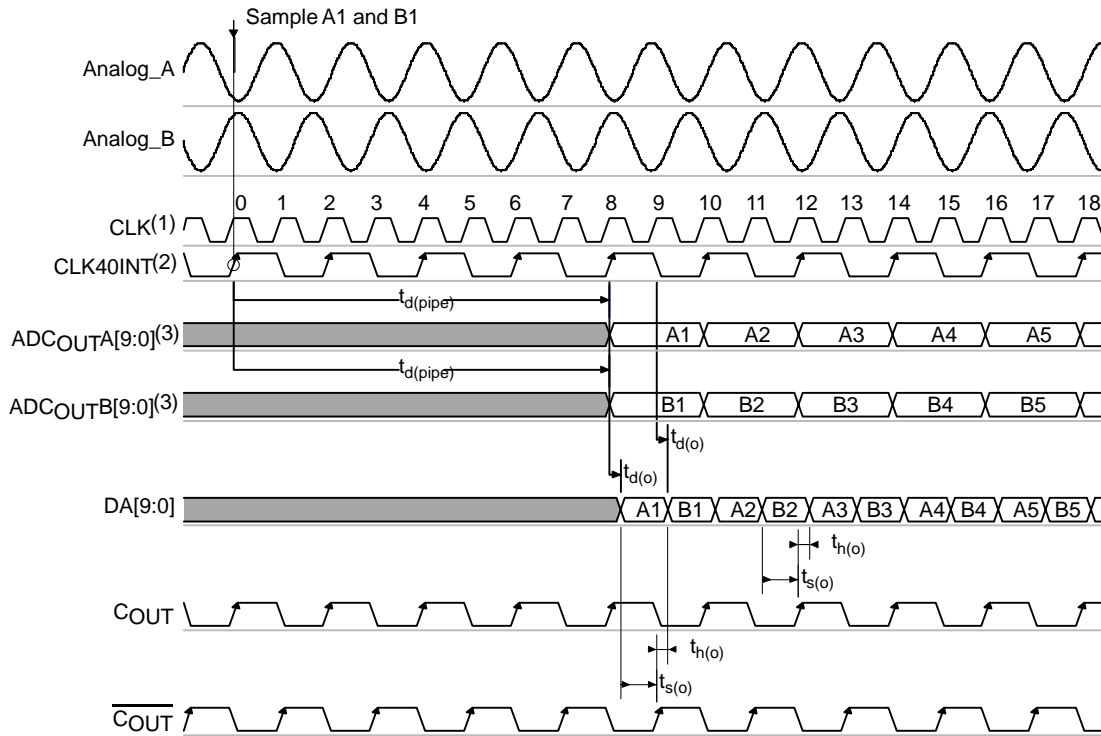 Sample A1 and B1
Analog_A
Analog_B
0 1 2 3 4 5 6 7 8 9 10 11 12 13 14 15 16 17 18
CLK(1)
CLK40INT(2)
td(pipe)
ADCOUTA[9:0](3) A1 A2 A3 A4 A5
td(pipe)
ADCOUTB[9:0](3) B1 B2 B3 B4 B5
td(o)
td(o)
DA[9:0] A1 B1 A2 B2 A3 B3 A4 B4 A5 B5
th(o)
ts(o)
COUT
th(o)
ts(o)
COUT